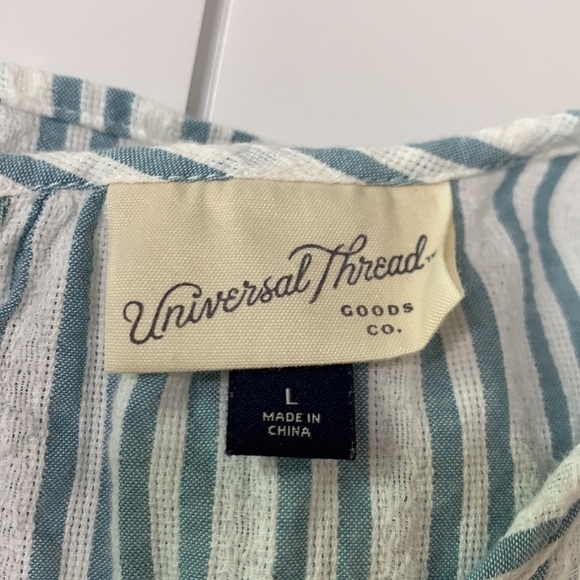 Universal Thread™
GOODS
CO.
L
MADE IN
CHINA